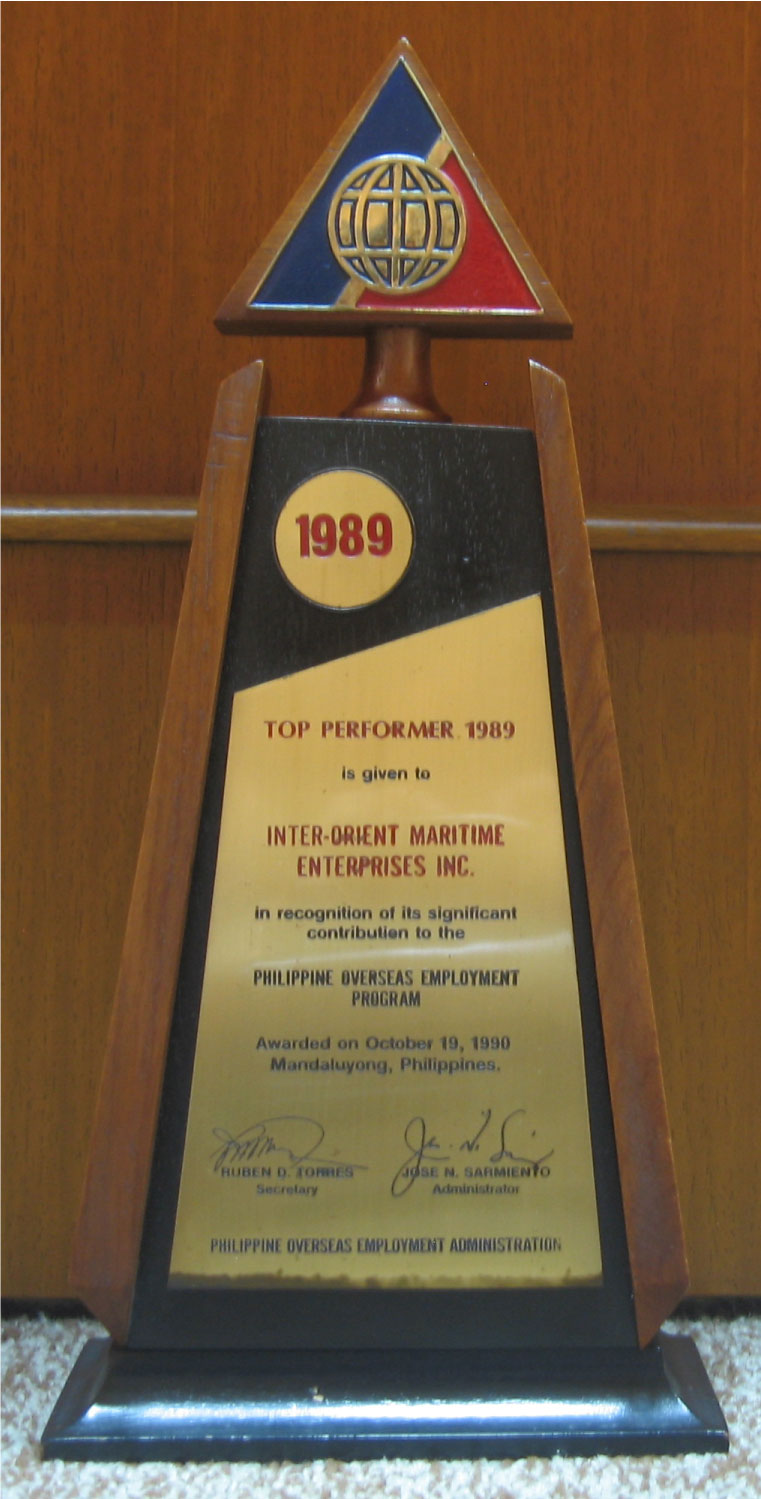 1989
TOP PERFORMER 1989
is given to
INTER-ORIENT MARITIME
ENTERPRISES INC.
in recognition of its significant
contribution to the
PHILIPPINE OVERSEAS EMPLOYMENT
PROGRAM
Awarded on October 19, 1990
Mandaluyong, Philippines.
RUBEN D. TORRES
Secretary
JOSE N. SARMIENTO
Administrator
PHILIPPINE OVERSEAS EMPLOYMENT ADMINISTRATION